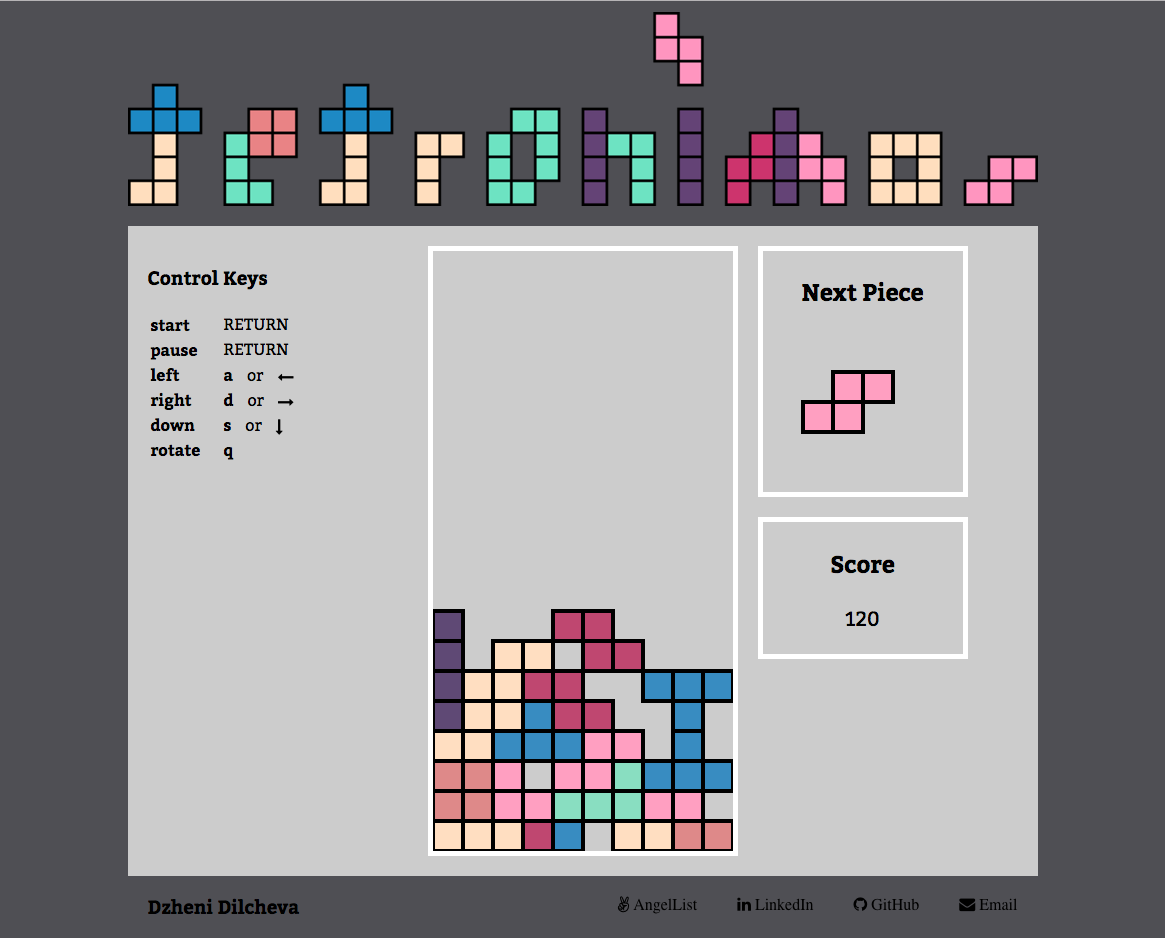 tetronimos
Control Keys
start RETURN
pause RETURN
left a or ←
right d or →
down s or ↓
rotate q
Next Piece
Score
120
Dzheni Dilcheva
AngelList
LinkedIn
GitHub
Email